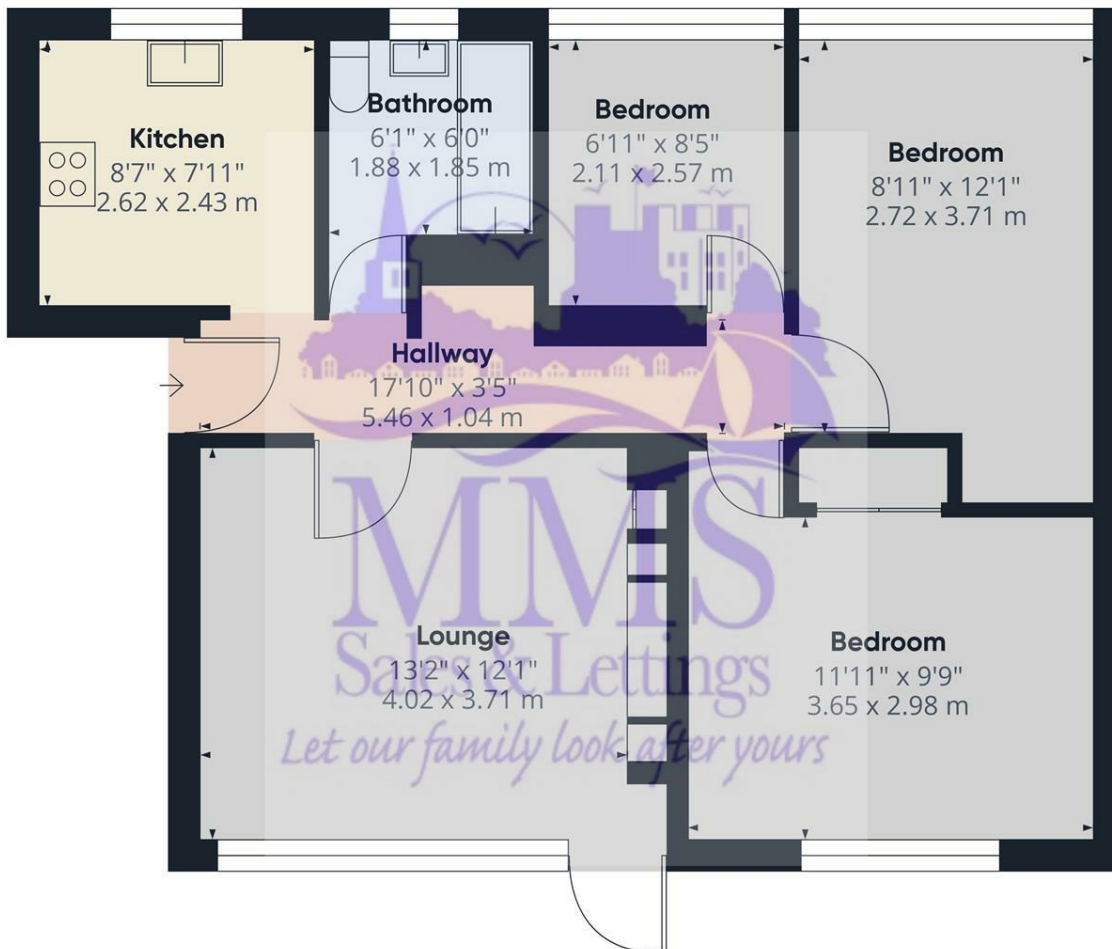 Kitchen
8'7" x 7'11"
2.62 x 2.43 m
Bathroom
6'1" x 6'0"
1.88 x 1.85 m
Bedroom
6'11" x 8'5"
2.11 x 2.57 m
Bedroom
8'11" x 12'1"
2.72 x 3.71 m
Hallway
17'10" x 3'5"
5.46 x 1.04 m
Lounge
13'2" x 12'1"
4.02 x 3.71 m
Bedroom
11'11" x 9'9"
3.65 x 2.98 m
MMS
Sales & Lettings
Let our family look after yours